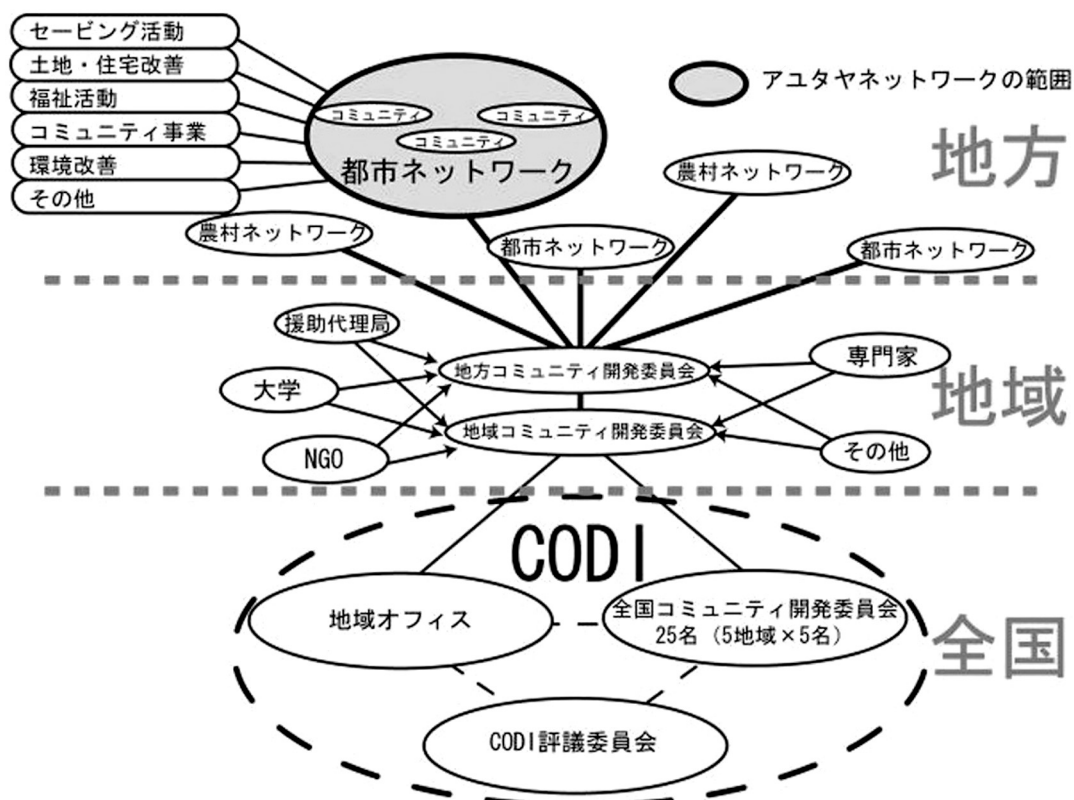 セービング活動
土地・住宅改善
福祉活動
コミュニティ事業
環境改善
その他
コミュニティ
コミュニティ
コミュニティ
都市ネットワーク
アユタヤネットワークの範囲
地方
農村ネットワーク
農村ネットワーク
都市ネットワーク
都市ネットワーク
援助代理局
大学
NGO
地方コミュニティ開発委員会
地域コミュニティ開発委員会
専門家
地域
その他
CODI
地域オフィス
全国コミュニティ開発委員会
25名（5地域×5名）
全国
CODI評議委員会